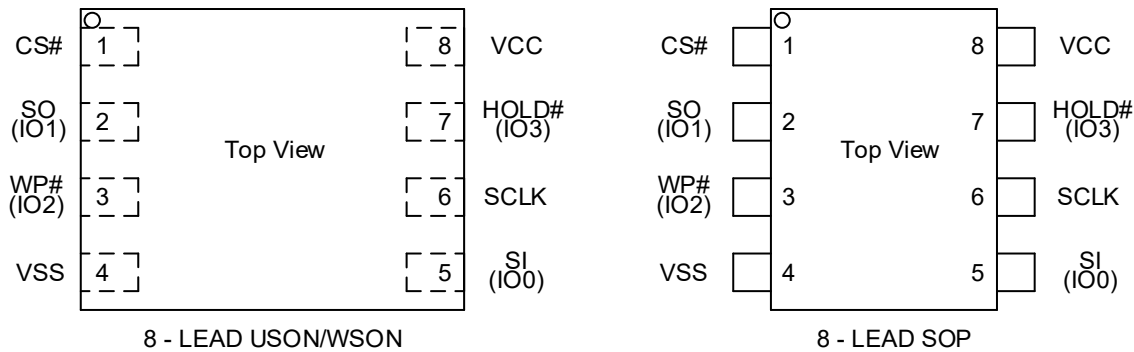 CS#
1
8
VCC
SO
(IO1)
2
7
HOLD#
(IO3)
Top View
WP#
(IO2)
3
6
SCLK
VSS
4
5
SI
(IO0)
8 - LEAD USON/WSON
CS#
1
8
VCC
SO
(IO1)
2
7
HOLD#
(IO3)
Top View
WP#
(IO2)
3
6
SCLK
VSS
4
5
SI
(IO0)
8 - LEAD SOP